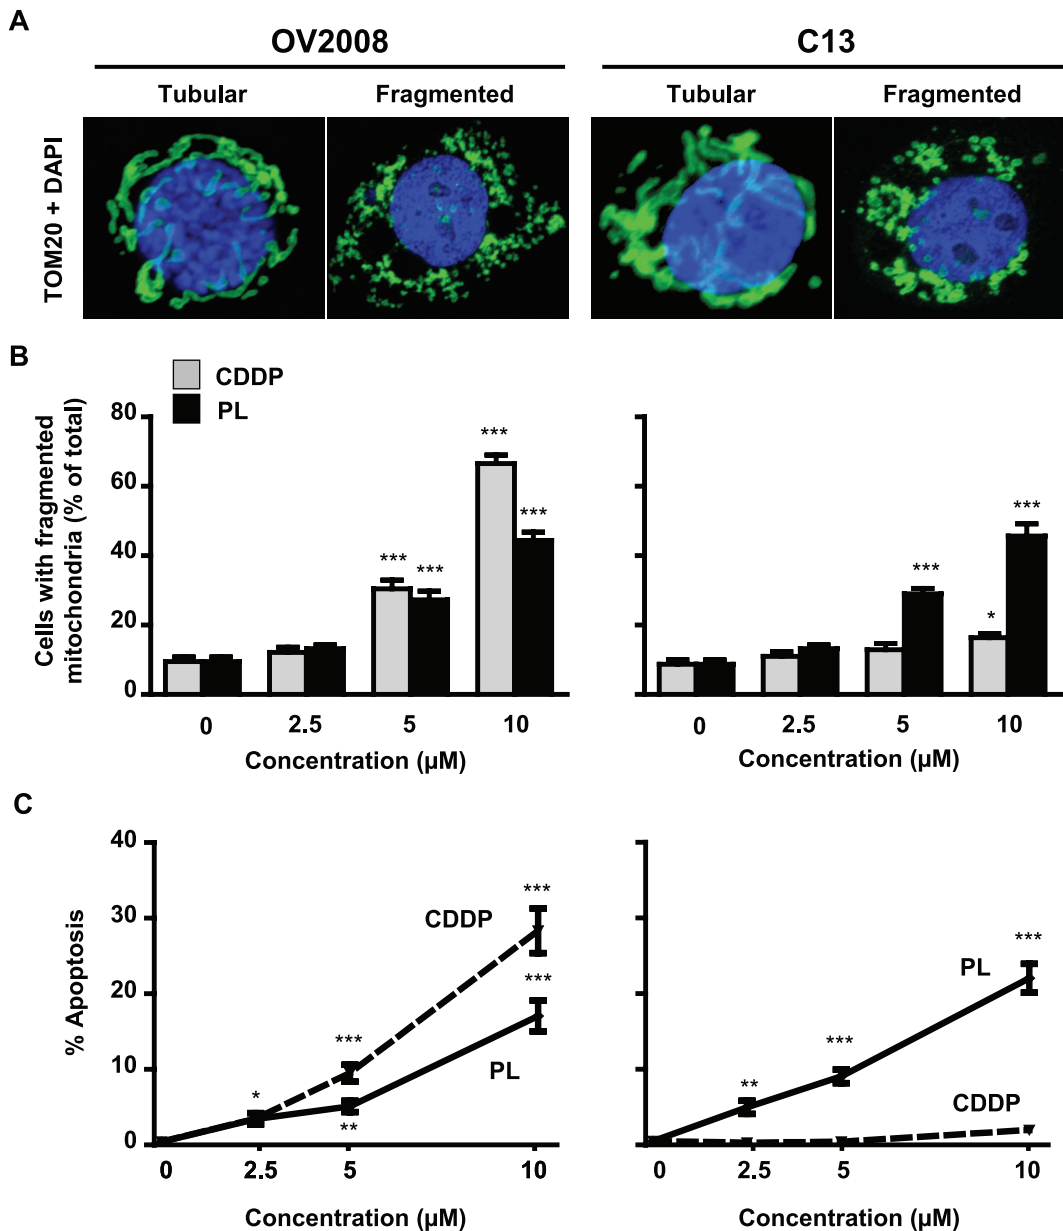 A
OV2008
C13
Tubular
Fragmented
Tubular
Fragmented
TOM20 + DAPI
B
CDDP
PL
Cells with fragmented
mitochondria (% of total)
80
60
40
20
0
***
***
***
***
***
*
***
0
2.5
5
10
0
2.5
5
10
Concentration (µM)
Concentration (µM)
C
% Apoptosis
40
30
20
10
0
CDDP
PL
*
***
**
***
***
PL
CDDP
**
***
***
0
2.5
5
10
0
2.5
5
10
Concentration (µM)
Concentration (µM)